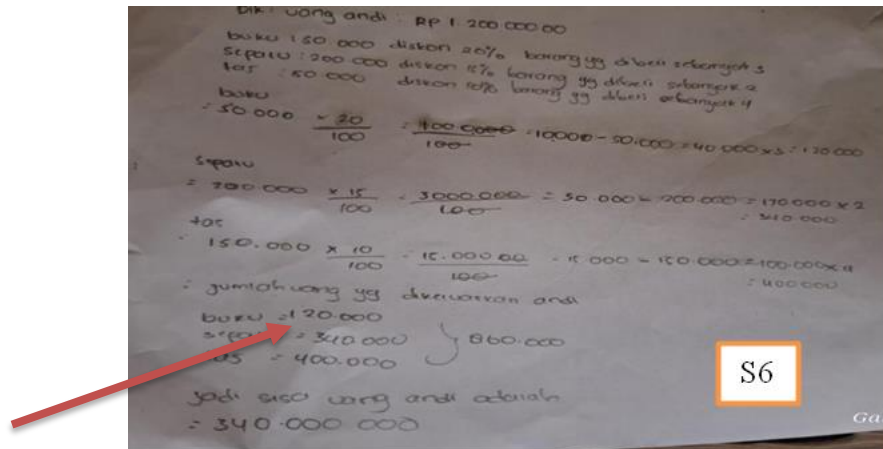 Dik : uang andi : RP 1.200.000.00
buku : 50.000 diskon 20% barang yg dibeli sebanyak 3
sepatu : 200.000 diskon 15% barang yg dibeli sebanyak 2
tas : 50.000 diskon 10% barang yg dibeli sebanyak 4
buku
= 50.000 × 20 / 100 = / 100 = 10.000 - 50.000 = 40.000 × 3 = 120.000
sepatu
= 200.000 × 15 / 100 = 3000.000 / 100 = 30.000 - 200.000 = 170.000 × 2
= 340.000
tas
150.000 × 10 / 100 = 15.000 00 / 100 = 15.000 - 150.000 = 100.000 × 4
= 400.000
: jumlah uang yg dikeluarkan andi
buku = 120.000
sepatu = 340.000 } 860.000
tas = 400.000
S6
jadi sisa uang andi adalah
= 340.000.000
Ga